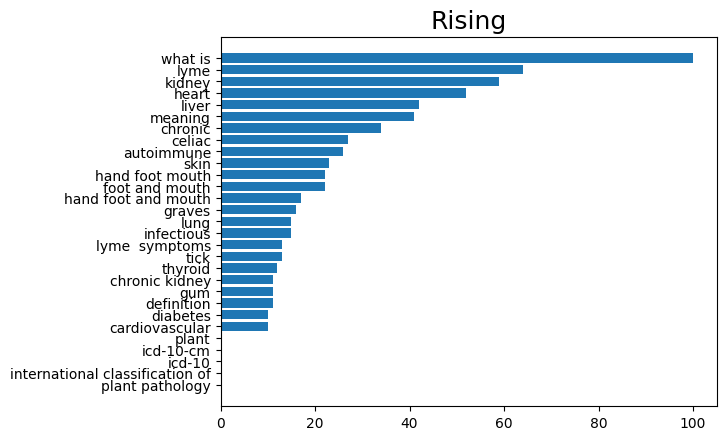 Rising
what is
lyme
kidney
heart
liver
meaning
chronic
celiac
autoimmune
skin
hand foot mouth
foot and mouth
hand foot and mouth
graves
lung
infectious
lyme  symptoms
tick
thyroid
chronic kidney
gum
definition
diabetes
cardiovascular
plant
icd-10-cm
icd-10
international classification of
plant pathology
0 20 40 60 80 100